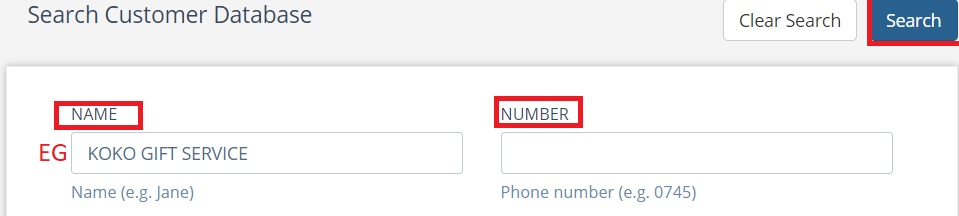 Search Customer Database
Clear Search
Search
NAME
NUMBER
EG
KOKO GIFT SERVICE
Name (e.g. Jane)
Phone number (e.g. 0745)